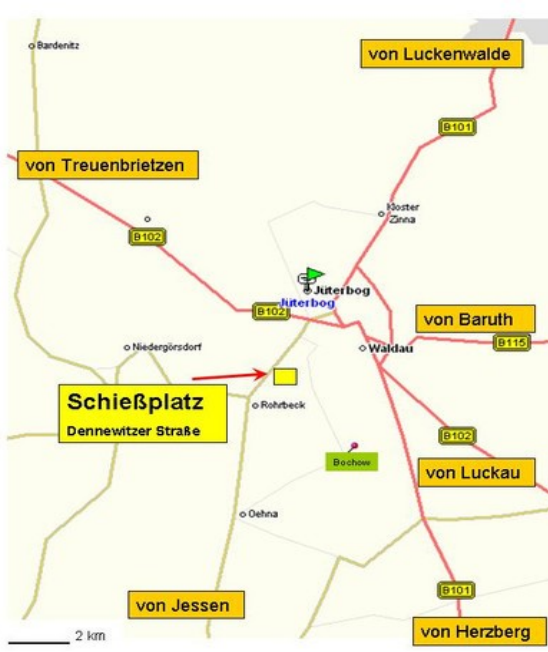 Bardenitz
von Luckenwalde
B101
von Treuenbrietzen
Kloster
Zinna
B102
Jüterbog
Jüterbog
B102
von Baruth
B115
Niedergörsdorf
Waldau
Schießplatz
Dennewitzer Straße
Rohrbeck
B102
Bochow
von Luckau
Oehna
B101
von Jessen
von Herzberg
2 km